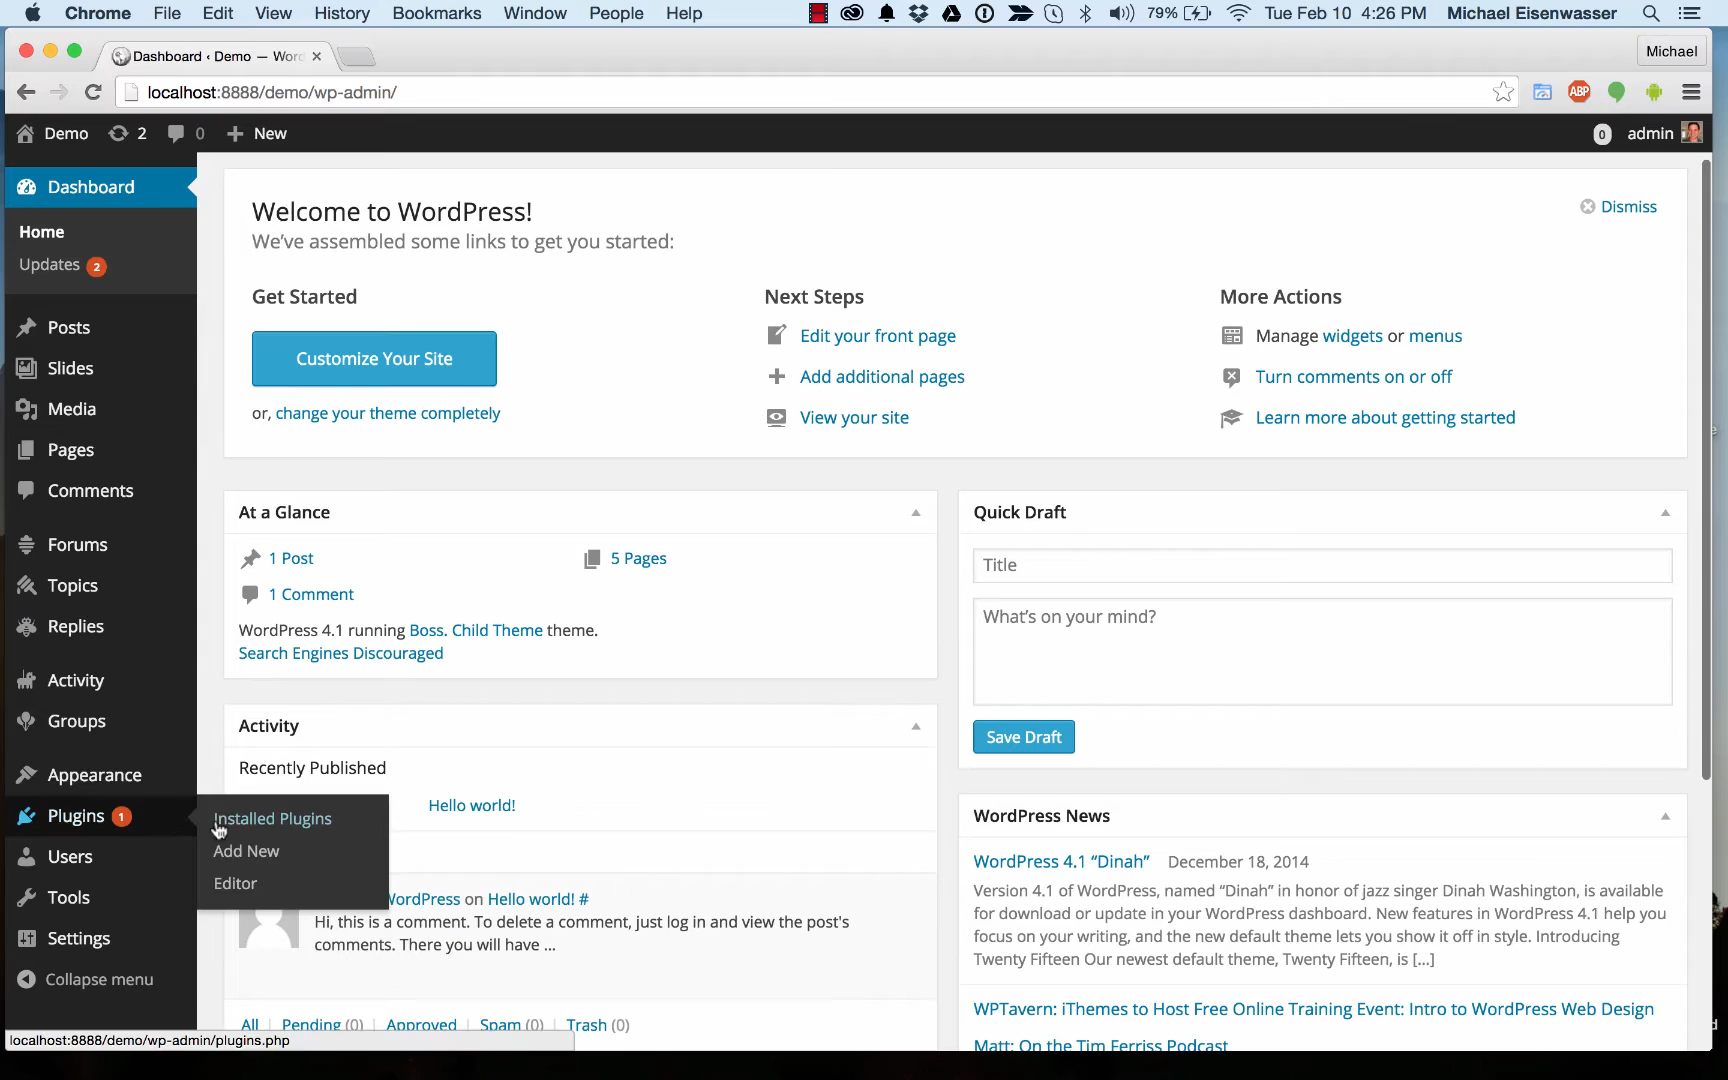 Chrome File Edit View History Bookmarks Window People Help 79% Tue Feb 10 4:26 PM Michael Eisenwasser
Dashboard ‹ Demo — Wor
Michael
localhost:8888/demo/wp-admin/
ABP
Demo 2 0 New
0 admin
Dashboard
Home
Updates 2
Posts
Slides
Media
Pages
Comments
Forums
Topics
Replies
Activity
Groups
Appearance
Plugins 1
Users
Tools
Settings
Collapse menu
Installed Plugins
Add New
Editor
Welcome to WordPress!
We've assembled some links to get you started:
Dismiss
Get Started
Customize Your Site
or, change your theme completely
Next Steps
Edit your front page
Add additional pages
View your site
More Actions
Manage widgets or menus
Turn comments on or off
Learn more about getting started
At a Glance
1 Post
5 Pages
1 Comment
WordPress 4.1 running Boss. Child Theme theme.
Search Engines Discouraged
Activity
Recently Published
Hello world!
WordPress on Hello world! #
Hi, this is a comment. To delete a comment, just log in and view the post's
comments. There you will have ...
All | Pending (0) | Approved | Spam (0) | Trash (0)
Quick Draft
Title
What's on your mind?
Save Draft
WordPress News
WordPress 4.1 “Dinah” December 18, 2014
Version 4.1 of WordPress, named “Dinah” in honor of jazz singer Dinah Washington, is available
for download or update in your WordPress dashboard. New features in WordPress 4.1 help you
focus on your writing, and the new default theme lets you show it off in style. Introducing
Twenty Fifteen Our newest default theme, Twenty Fifteen, is [...]
WPTavern: iThemes to Host Free Online Training Event: Intro to WordPress Web Design
Matt: On the Tim Ferriss Podcast
localhost:8888/demo/wp-admin/plugins.php